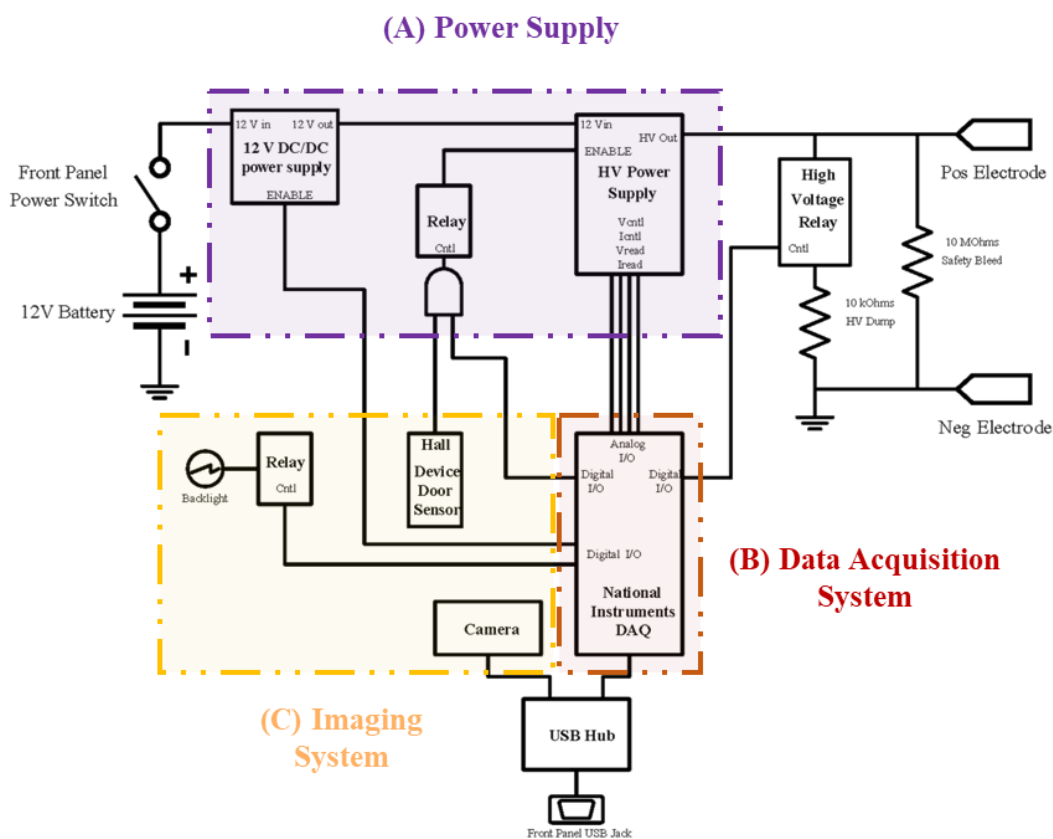 (A) Power Supply
12 V in
12 V out
12 V DC/DC
power supply
ENABLE
12 Vin
HV Out
ENABLE
HV Power
Supply
Vcntl
Icntl
Vread
Iread
Relay
Cntl
Front Panel
Power Switch
+
12V Battery
-
High
Voltage
Relay
Cntl
Pos Electrode
10 MOhms
Safety Bleed
10 kOhms
HV Dump
Neg Electrode
Relay
Cntl
Backlight
Hall
Device
Door
Sensor
Analog
I/O
Digital
I/O
Digital
I/O
Digital I/O
National
Instruments
DAQ
(B) Data Acquisition
System
Camera
(C) Imaging
System
USB Hub
Front Panel USB Jack